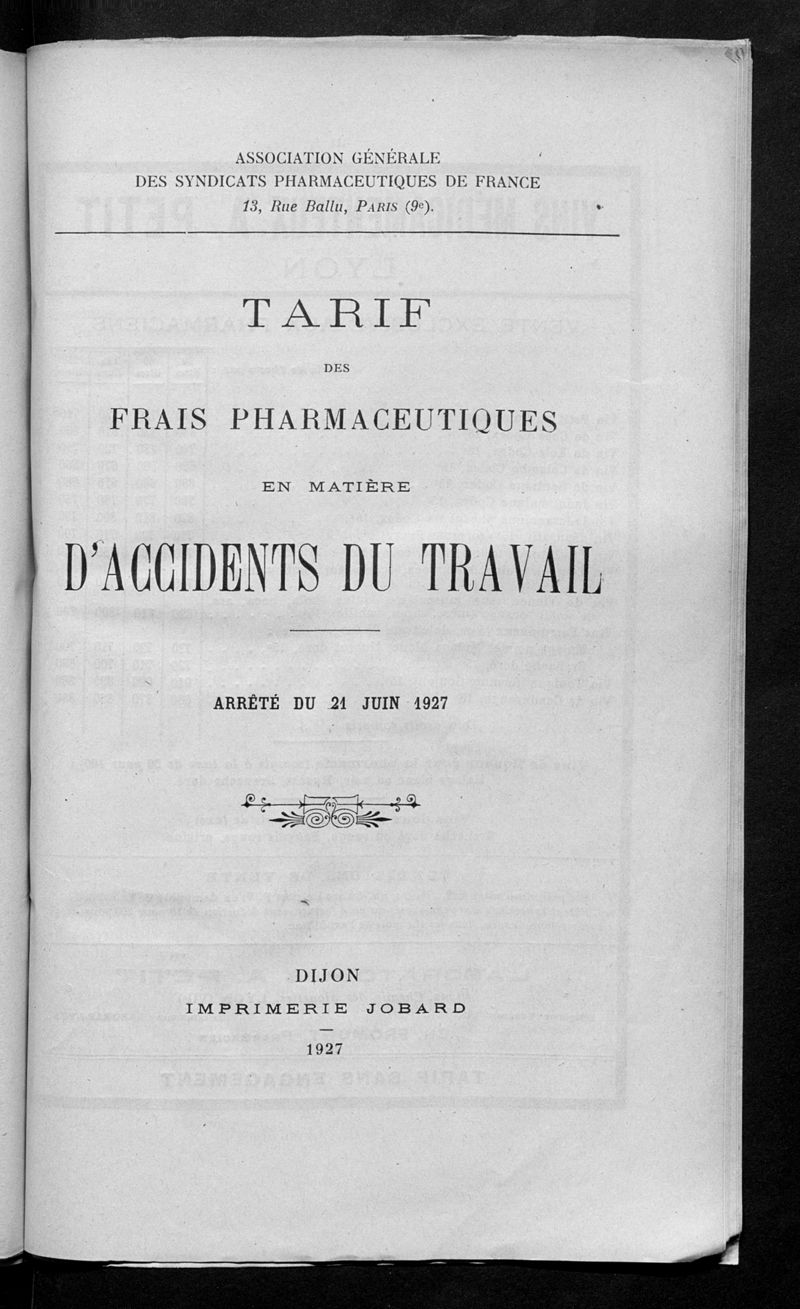 ASSOCIATION GÉNÉRALE
DES SYNDICATS PHARMACEUTIQUES DE FRANCE
13, Rue Ballu, PARIS (9e).
TARIF
DES
FRAIS PHARMACEUTIQUES
EN MATIÈRE
D'ACCIDENTS DU TRAVAIL
ARRÊTÉ DU 21 JUIN 1927
DIJON
IMPRIMERIE JOBARD
1927